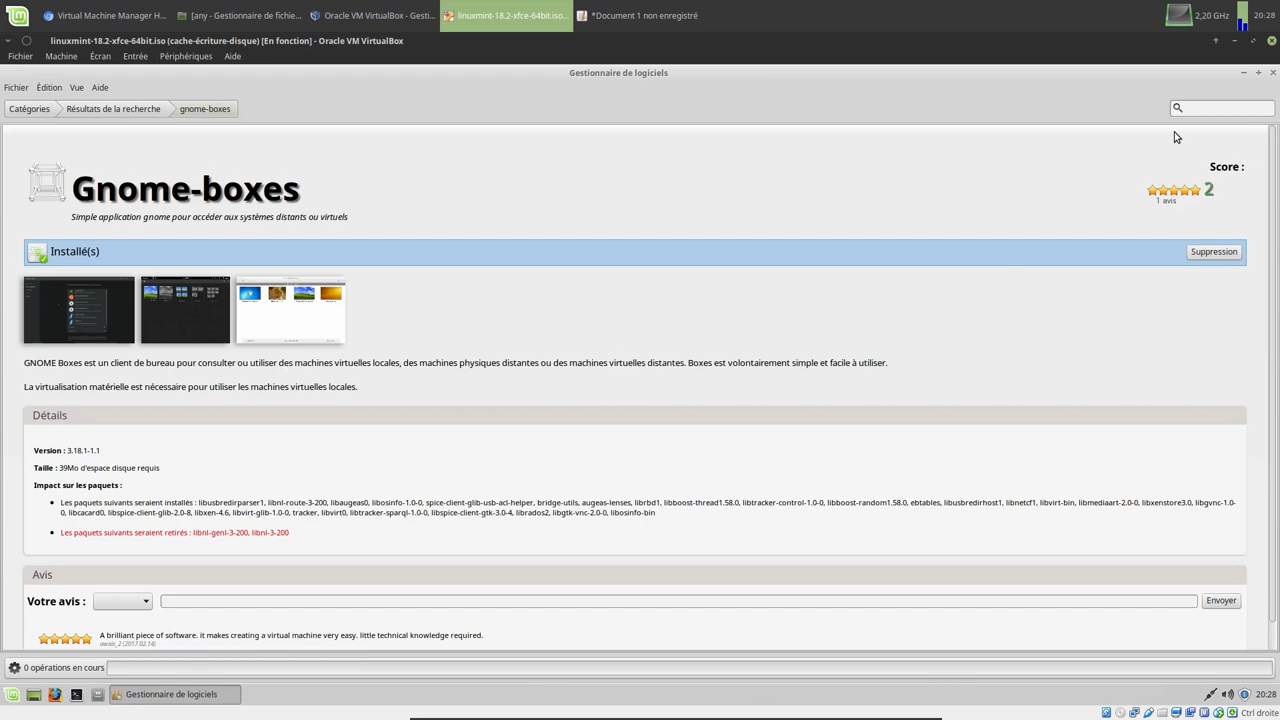 Virtual Machine Manager H...
[any - Gestionnaire de fichie...
Oracle VM VirtualBox - Gesti...
linuxmint-18.2-xfce-64bit.iso...
*Document 1 non enregistré
2,20 GHz
20:28
linuxmint-18.2-xfce-64bit.iso (cache-écriture-disque) [En fonction] - Oracle VM VirtualBox
Fichier Machine Écran Entrée Périphériques Aide
Gestionnaire de logiciels
Fichier Édition Vue Aide
Catégories Résultats de la recherche gnome-boxes
Score :
Gnome-boxes
2
1 avis
Simple application gnome pour accéder aux systèmes distants ou virtuels
Installé(s)
Suppression
GNOME Boxes est un client de bureau pour consulter ou utiliser des machines virtuelles locales, des machines physiques distantes ou des machines virtuelles distantes. Boxes est volontairement simple et facile à utiliser.
La virtualisation matérielle est nécessaire pour utiliser les machines virtuelles locales.
Détails
Version : 3.18.1-1.1
Taille : 39Mo d'espace disque requis
Impact sur les paquets :
Les paquets suivants seraient installés : libusbredirparser1, libnl-route-3-200, libaugeas0, libosinfo-1.0-0, spice-client-glib-usb-acl-helper, bridge-utils, augeas-lenses, librbd1, libboost-thread1.58.0, libtracker-control-1.0-0, libboost-random1.58.0, ebtables, libusbredirhost1, libnetcf1, libvirt-bin, libmediaart-2.0-0, libxenstore3.0, libgvnc-1.0-
0, libcacard0, libspice-client-glib-2.0-8, libxen-4.6, libvirt-glib-1.0-0, tracker, libvirt0, libtracker-sparql-1.0-0, libspice-client-gtk-3.0-4, librados2, libgtk-vnc-2.0-0, libosinfo-bin
Les paquets suivants seraient retirés : libnl-genl-3-200, libnl-3-200
Avis
Votre avis :
Envoyer
A brilliant piece of software. it makes creating a virtual machine very easy. little technical knowledge required.
awais_2 (2017.02.14)
0 opérations en cours
Gestionnaire de logiciels
20:28
Ctrl droite